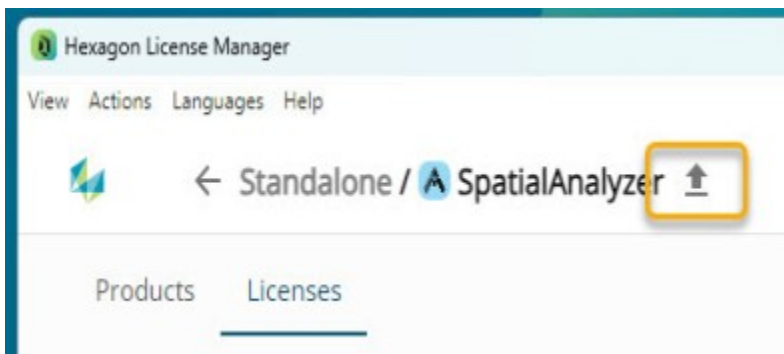 Hexagon License Manager
View Actions Languages Help
Standalone / SpatialAnalyzer
Products Licenses